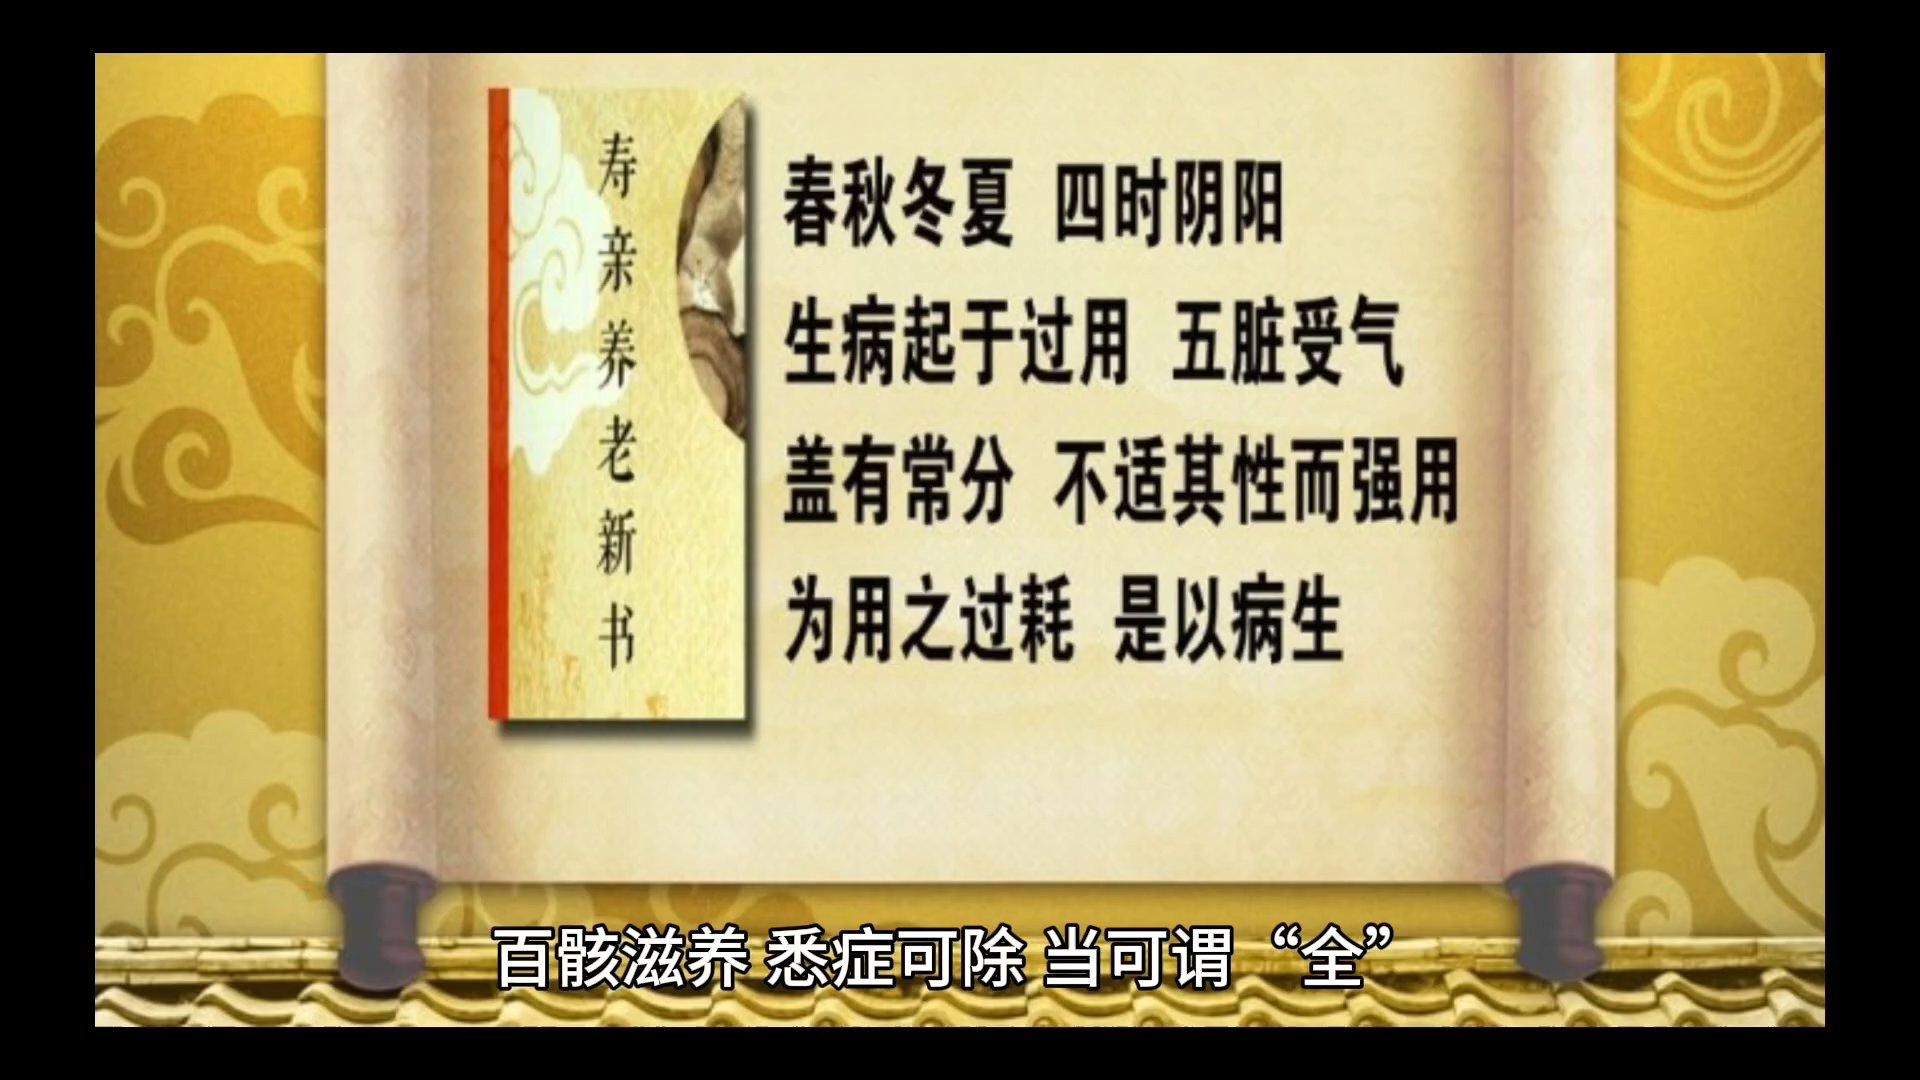 寿亲养老新书
春秋冬夏 四时阴阳
生病起于过用 五脏受气
盖有常分 不适其性而强用
为用之过耗 是以病生
百骸滋养 悉症可除 当可谓“全”